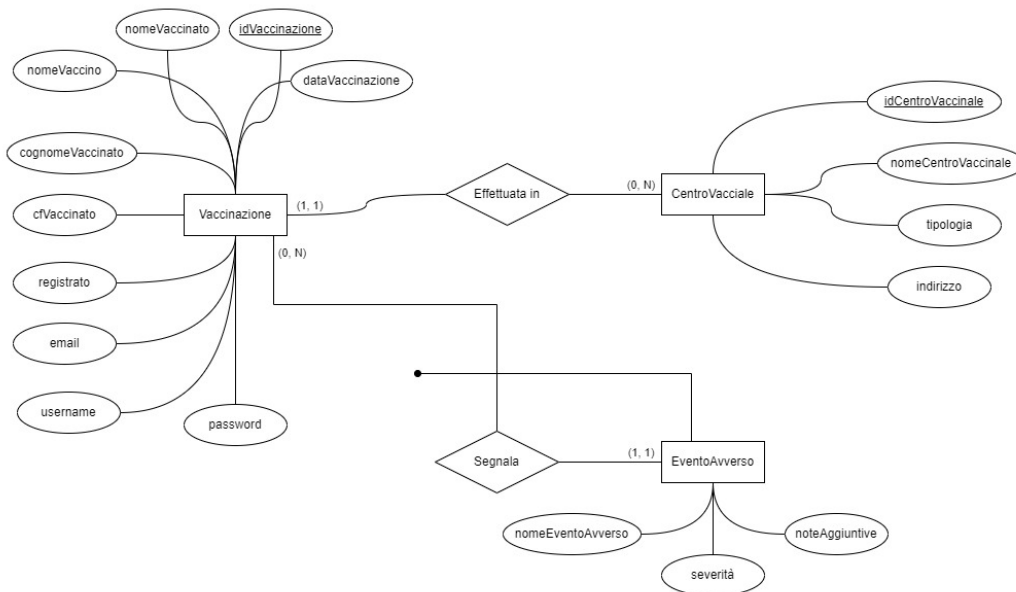 nomeVaccinato
idVaccinazione
nomeVaccino
dataVaccinazione
cognomeVaccinato
cfVaccinato
Vaccinazione
(1, 1)
(0, N)
registrato
email
username
password
Effettuata in
(0, N)
CentroVacciale
idCentroVaccinale
nomeCentroVaccinale
tipologia
indirizzo
Segnala
(1, 1)
EventoAvverso
nomeEventoAvverso
noteAggiuntive
severità